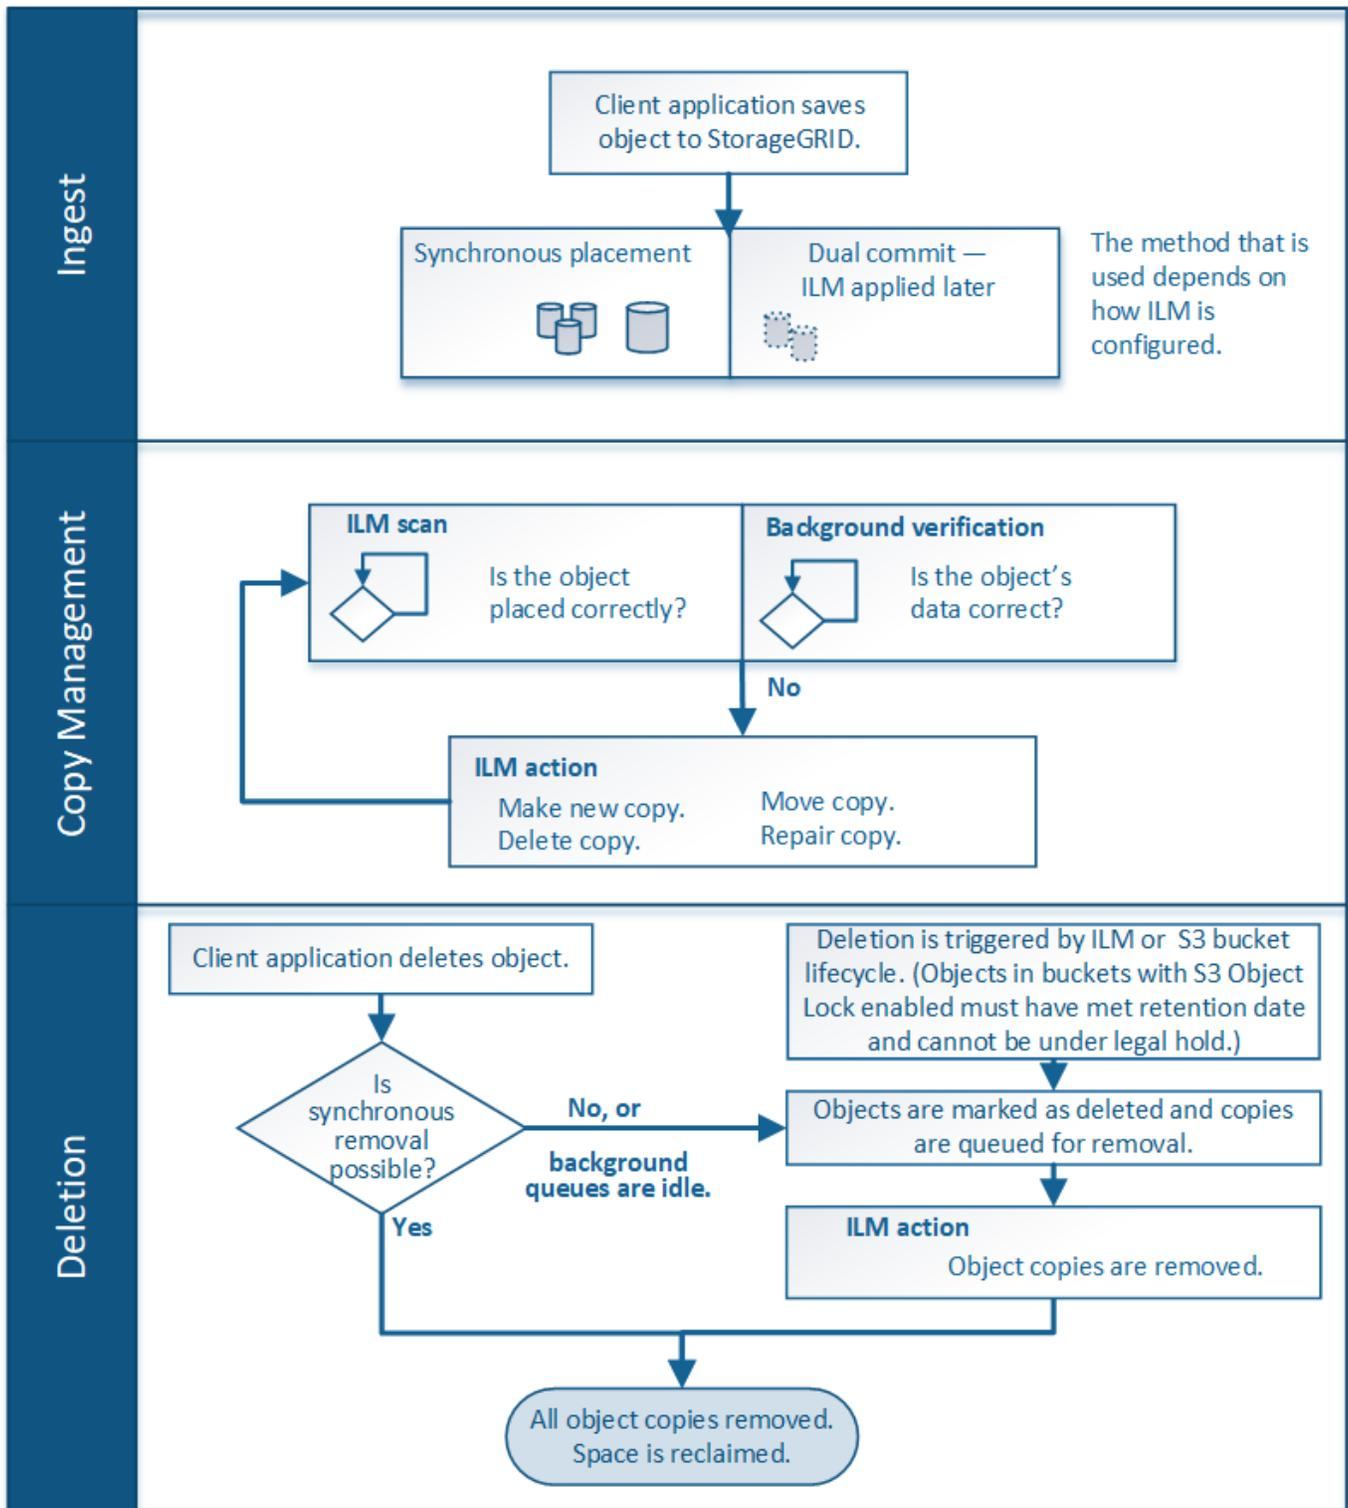 Ingest
Client application saves
object to StorageGRID.
Synchronous placement
Dual commit —
ILM applied later
The method that is
used depends on
how ILM is
configured.
Copy Management
ILM scan
Is the object
placed correctly?
Background verification
Is the object's
data correct?
No
ILM action
Make new copy.
Delete copy.
Move copy.
Repair copy.
Deletion
Client application deletes object.
Is
synchronous
removal
possible?
No, or
background
queues are idle.
Yes
Deletion is triggered by ILM or S3 bucket
lifecycle. (Objects in buckets with S3 Object
Lock enabled must have met retention date
and cannot be under legal hold.)
Objects are marked as deleted and copies
are queued for removal.
ILM action
Object copies are removed.
All object copies removed.
Space is reclaimed.